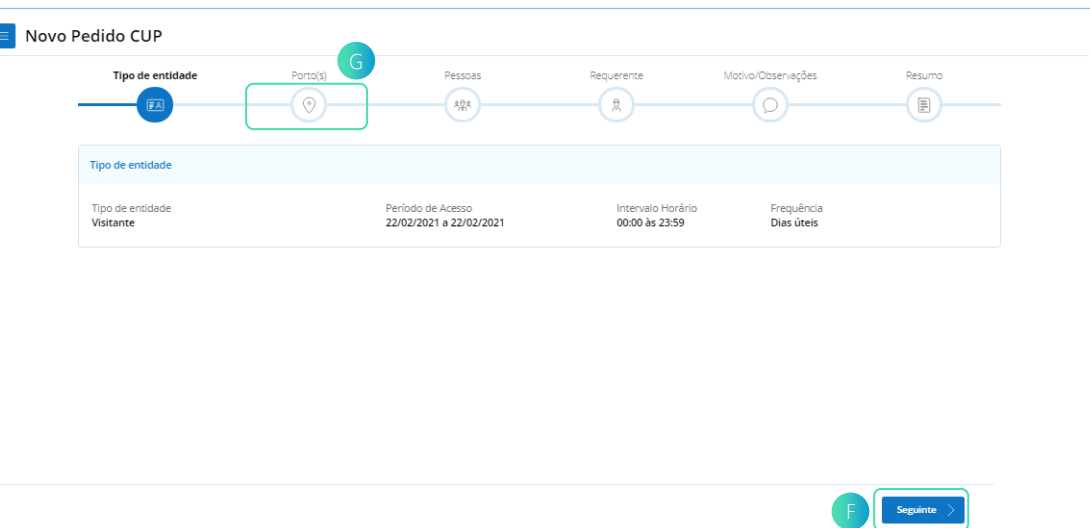 Novo Pedido CUP
G
Tipo de entidade Porto(s) Pessoas Requerente Motivo/Observações Resumo
Tipo de entidade
Tipo de entidade Período de Acesso Intervalo Horário Frequência
Visitante 22/02/2021 a 22/02/2021 00:00 às 23:59 Dias úteis
F Seguinte